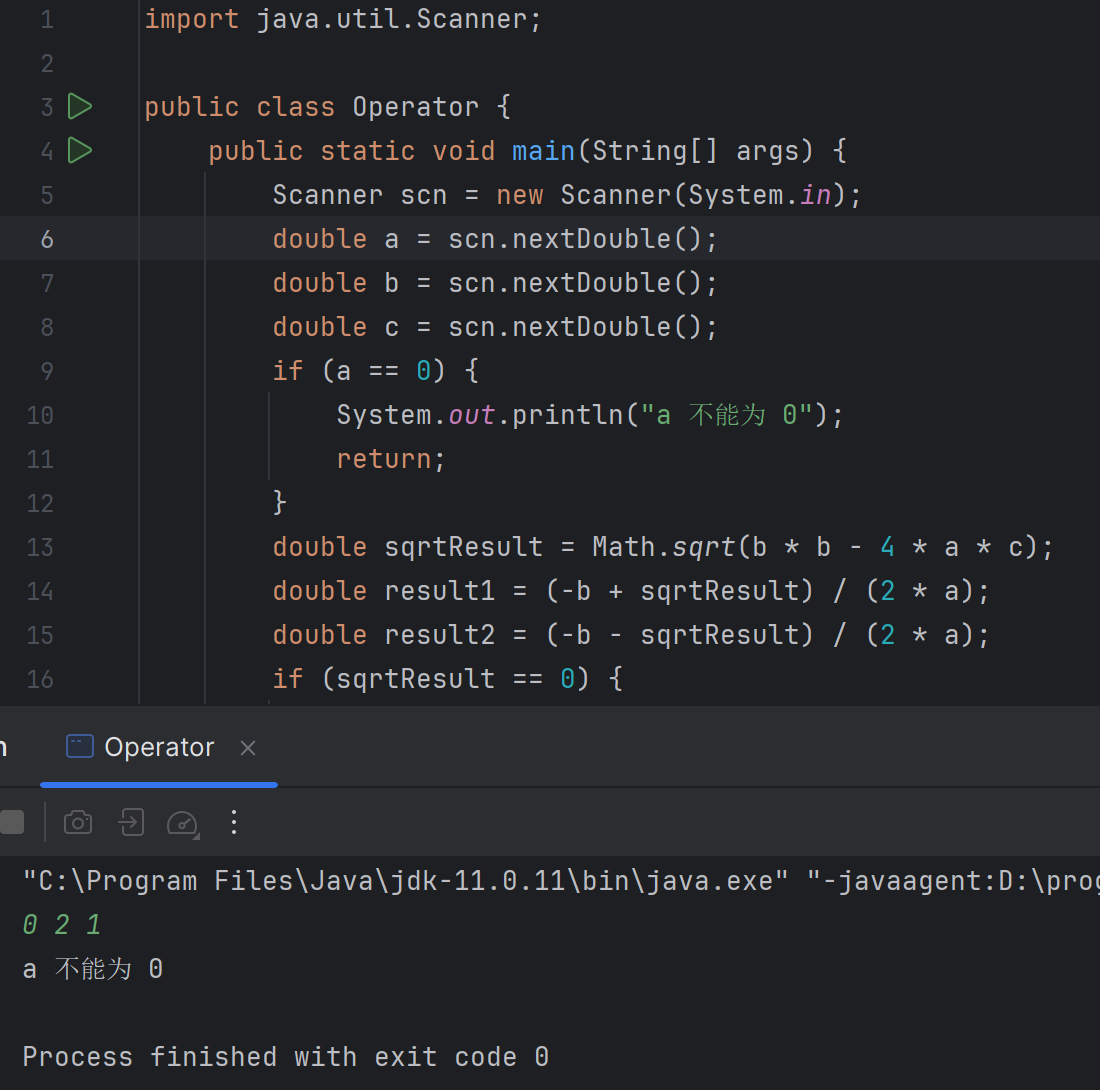 1 import java.util.Scanner;
2
3 public class Operator {
4 public static void main(String[] args) {
5 Scanner scn = new Scanner(System.in);
6 double a = scn.nextDouble();
7 double b = scn.nextDouble();
8 double c = scn.nextDouble();
9 if (a == 0) {
10 System.out.println("a 不能为 0");
11 return;
12 }
13 double sqrtResult = Math.sqrt(b * b - 4 * a * c);
14 double result1 = (-b + sqrtResult) / (2 * a);
15 double result2 = (-b - sqrtResult) / (2 * a);
16 if (sqrtResult == 0) {
Operator
"C:\Program Files\Java\jdk-11.0.11\bin\java.exe" "-javaagent:D:\prog
0 2 1
a 不能为 0
Process finished with exit code 0